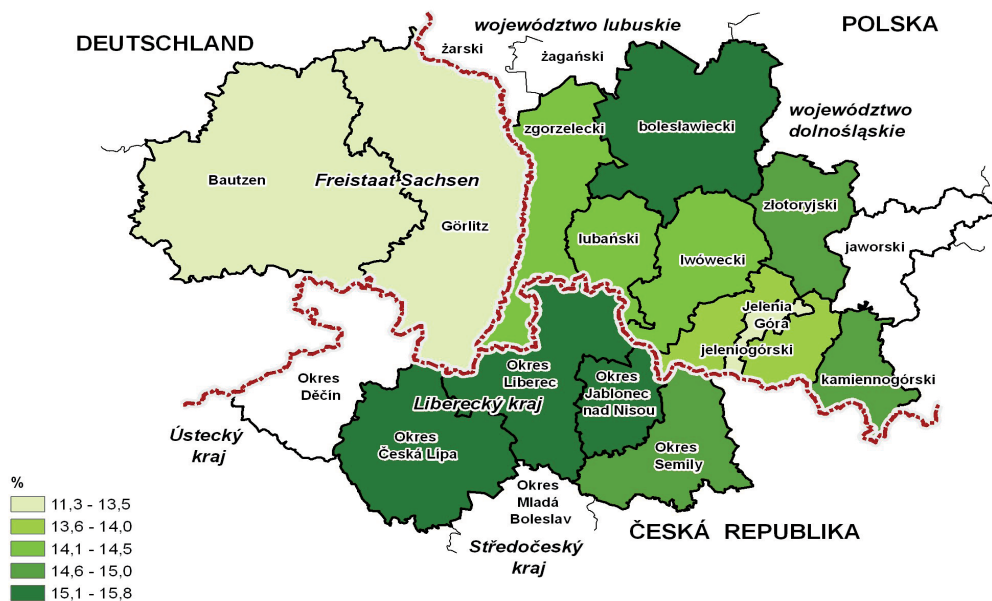 DEUTSCHLAND
województwo lubuskie
POLSKA
żarski
żagański
zgorzelecki
boleslawiecki
województwo
dolnośląskie
Bautzen
Freistaat Sachsen
Görlitz
lubański
lwówecki
złotoryjski
jaworski
Jelenia
Góra
jeleniogórski
kamiennogórski
Okres
Děčín
Okres
Liberec
Okres
Jablonec
nad Nisou
Liberecký kraj
Ústecký
kraj
Okres
Česká Lípa
Okres
Semily
Okres
Mladá
Boleslav
Středočeský
kraj
ČESKÁ REPUBLIKA
%
11,3 - 13,5
13,6 - 14,0
14,1 - 14,5
14,6 - 15,0
15,1 - 15,8